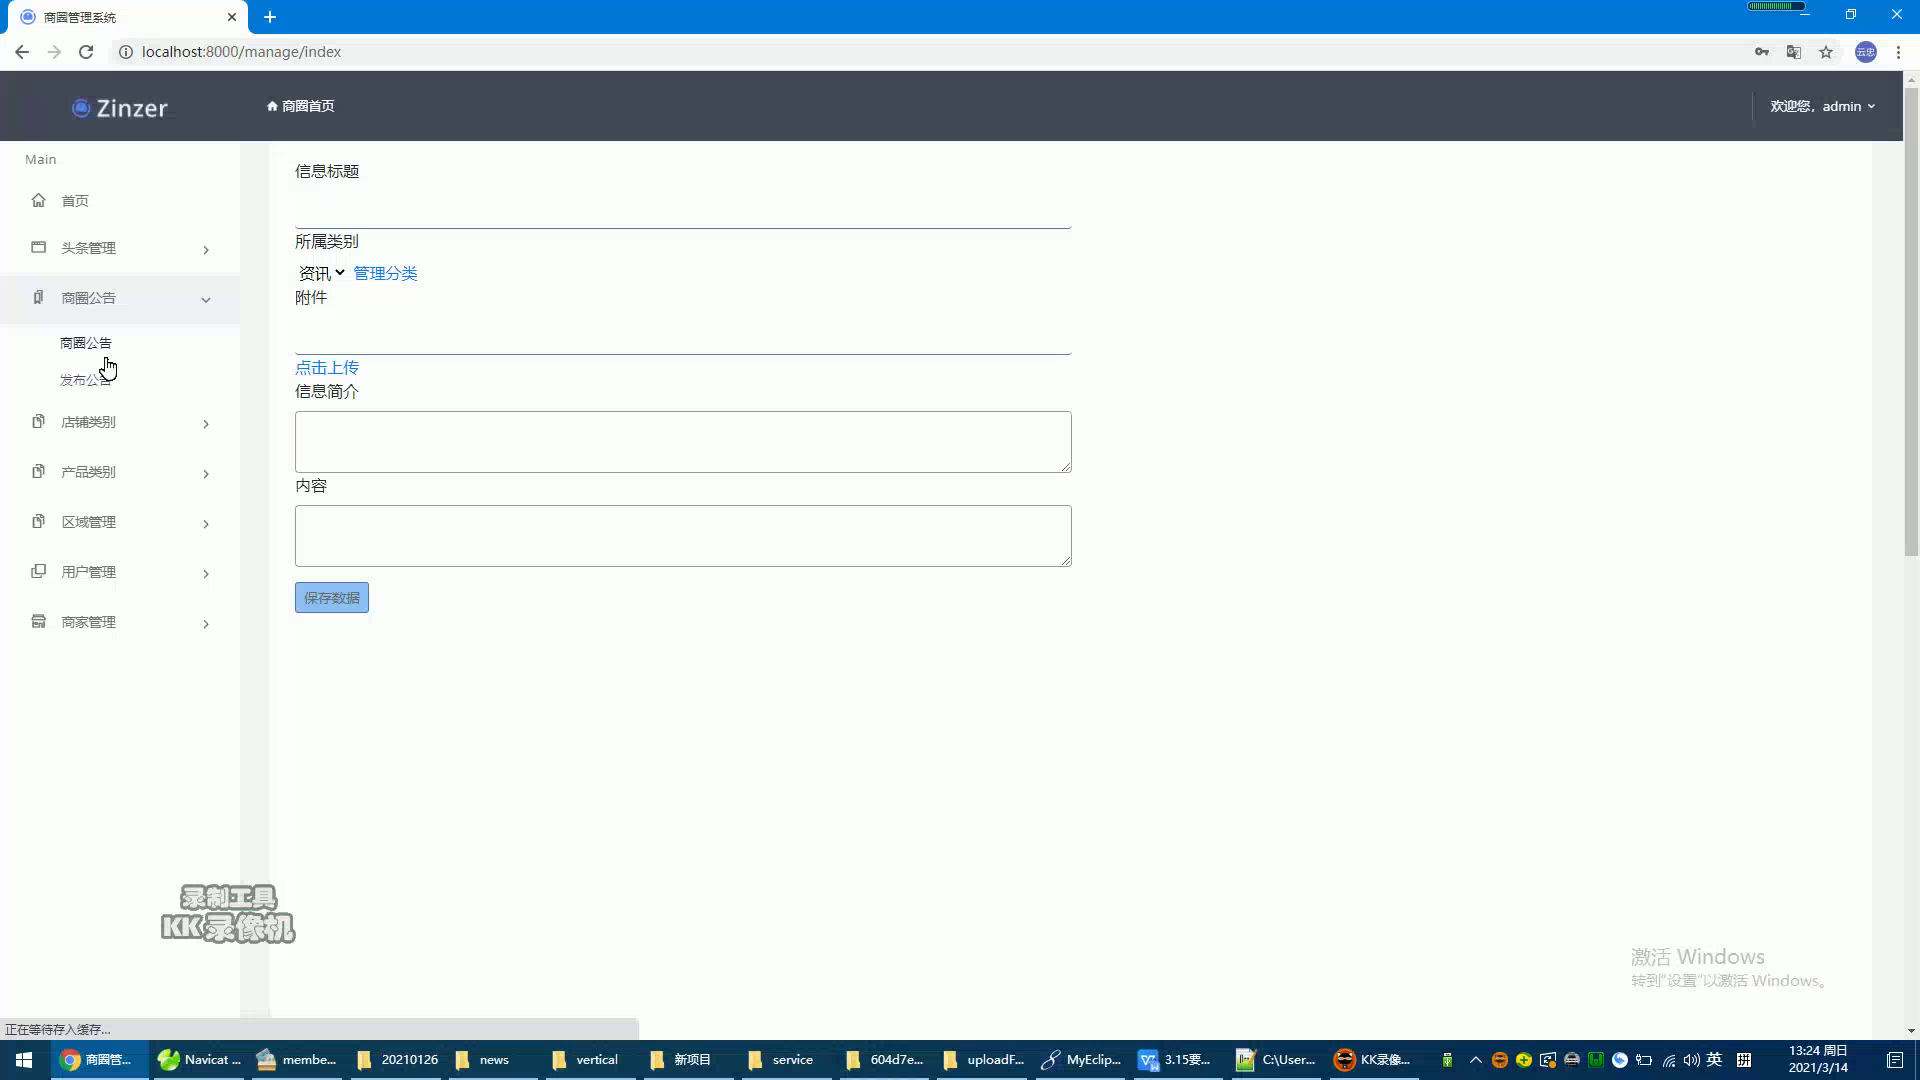 商圈管理系统
localhost:8000/manage/index
云忠
Zinzer
商圈首页
欢迎您，admin
Main
首页
头条管理
商圈公告
商圈公告
发布公告
店铺类别
产品类别
区域管理
用户管理
商家管理
信息标题
所属类别
资讯 管理分类
附件
点击上传
信息简介
内容
保存数据
录制工具
KK录像机
激活 Windows
转到"设置"以激活 Windows。
正在等待存入缓存...
商圈管...
Navicat ...
membe...
20210126
news
vertical
新项目
service
604d7e...
uploadF...
MyEclip...
3.15要...
C:\User...
KK录像...
英
拼
13:24 周日
2021/3/14